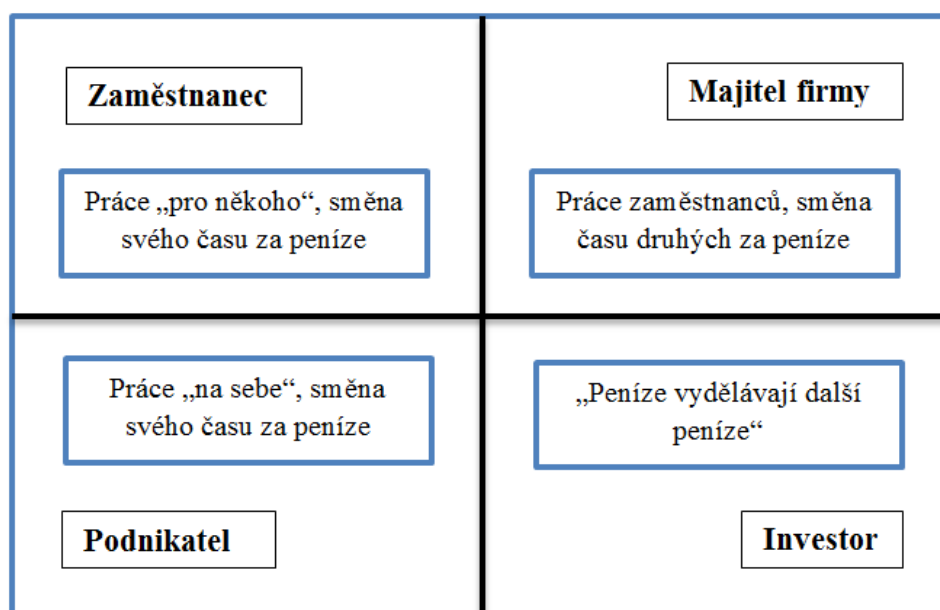 Zaměstnanec
Práce „pro někoho“, směna
svého času za peníze
Majitel firmy
Práce zaměstnanců, směna
času druhých za peníze
Práce „na sebe“, směna
svého času za peníze
Podnikatel
„Peníze vydělávají další
peníze“
Investor